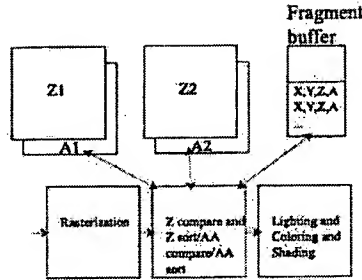 Fragment
buffer
Z1
Z2
X,Y,Z,A
X,Y,Z,A
...
A1
A2
Rasterization
Z compare and
Z sort/AA
compare/AA
sort
Lighting and
Coloring and
Shading